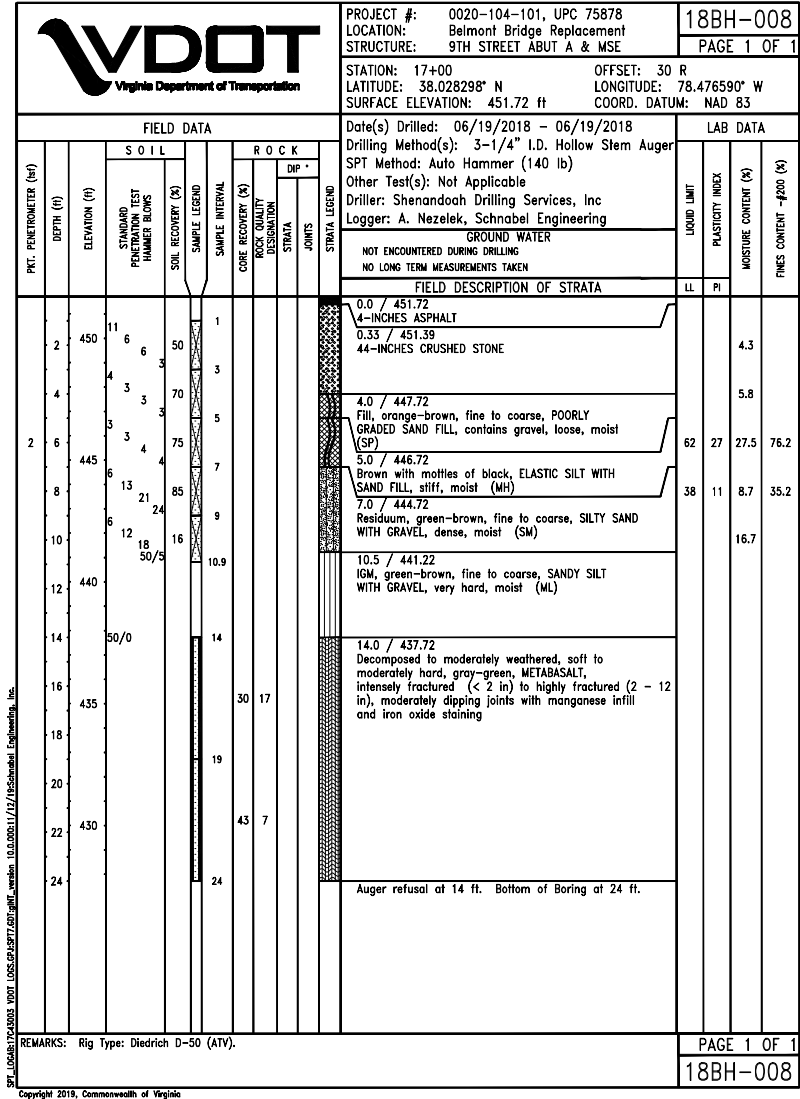 VDOT
Virginia Department of Transportation
PROJECT #: 0020-104-101, UPC 75878
LOCATION: Belmont Bridge Replacement
STRUCTURE: 9TH STREET ABUT A & MSE
18BH-008
PAGE 1 OF 1
STATION: 17+00 OFFSET: 30 R
LATITUDE: 38.028298° N LONGITUDE: 78.476590° W
SURFACE ELEVATION: 451.72 ft COORD. DATUM: NAD 83
FIELD DATA
SOIL
ROCK
DIP °
PKT. PENETROMETER (tsf)
DEPTH (ft)
ELEVATION (ft)
STANDARD
PENETRATION TEST
HAMMER BLOWS
SOIL RECOVERY (%)
SAMPLE LEGEND
SAMPLE INTERVAL
CORE RECOVERY (%)
ROCK QUALITY
DESIGNATION
STRATA
JOINTS
STRATA LEGEND
Date(s) Drilled: 06/19/2018 - 06/19/2018
Drilling Method(s): 3-1/4" I.D. Hollow Stem Auger
SPT Method: Auto Hammer (140 lb)
Other Test(s): Not Applicable
Driller: Shenandoah Drilling Services, Inc
Logger: A. Nezelek, Schnabel Engineering
GROUND WATER
NOT ENCOUNTERED DURING DRILLING
NO LONG TERM MEASUREMENTS TAKEN
FIELD DESCRIPTION OF STRATA
LAB DATA
LIQUID LIMIT
PLASTICITY INDEX
MOISTURE CONTENT (%)
FINES CONTENT -#200 (%)
LL PI
0.0 / 451.72
4-INCHES ASPHALT
0.33 / 451.39
44-INCHES CRUSHED STONE
4.0 / 447.72
Fill, orange-brown, fine to coarse, POORLY
GRADED SAND FILL, contains gravel, loose, moist
(SP)
5.0 / 446.72
Brown with mottles of black, ELASTIC SILT WITH
SAND FILL, stiff, moist (MH)
7.0 / 444.72
Residuum, green-brown, fine to coarse, SILTY SAND
WITH GRAVEL, dense, moist (SM)
10.5 / 441.22
IGM, green-brown, fine to coarse, SANDY SILT
WITH GRAVEL, very hard, moist (ML)
14.0 / 437.72
Decomposed to moderately weathered, soft to
moderately hard, gray-green, METABASALT,
intensely fractured (< 2 in) to highly fractured (2 - 12
in), moderately dipping joints with manganese infill
and iron oxide staining
Auger refusal at 14 ft. Bottom of Boring at 24 ft.
2
2
4
6
8
10
12
14
16
18
20
22
24
450
445
440
435
430
11
6
6
3
4
3
3
3
3
3
4
4
6
13
21
24
6
12
18
50/5
50/0
50
70
75
85
16
1
3
5
7
9
10.9
14
19
24
30 17
43 7
4.3
5.8
62 27 27.5 76.2
38 11 8.7 35.2
16.7
REMARKS: Rig Type: Diedrich D-50 (ATV).
PAGE 1 OF 1
18BH-008
Copyright 2019, Commonwealth of Virginia